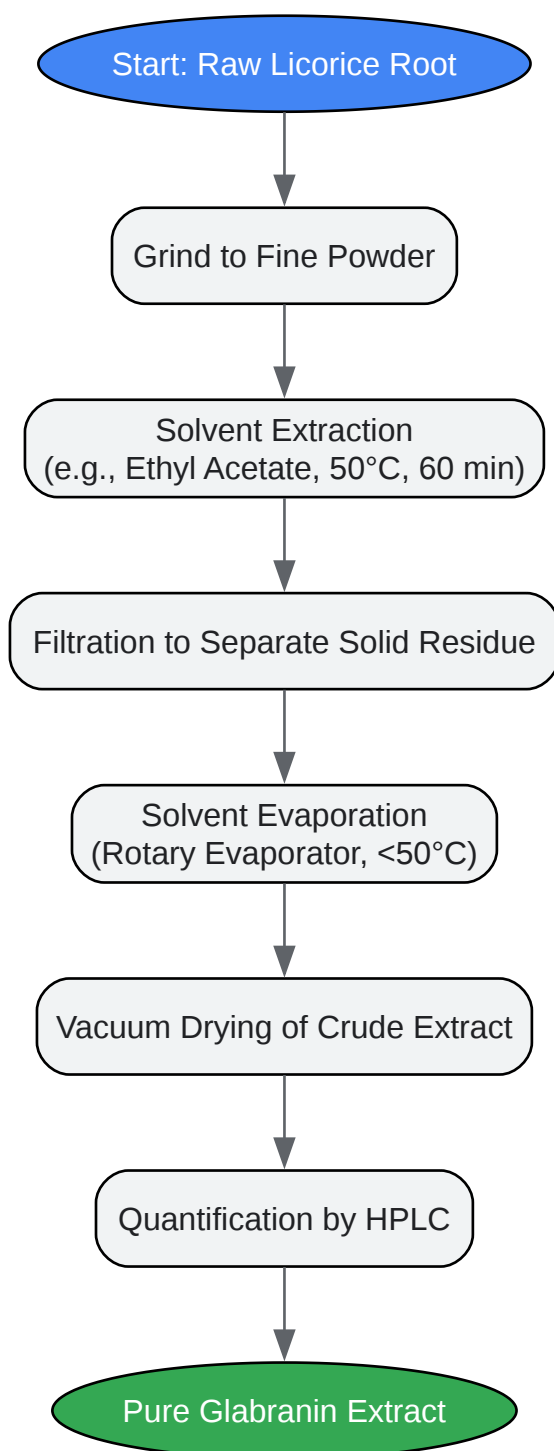 Start: Raw Licorice Root
Grind to Fine Powder
Solvent Extraction
(e.g., Ethyl Acetate, 50°C, 60 min)
Filtration to Separate Solid Residue
Solvent Evaporation
(Rotary Evaporator, <50°C)
Vacuum Drying of Crude Extract
Quantification by HPLC
Pure Glabranin Extract